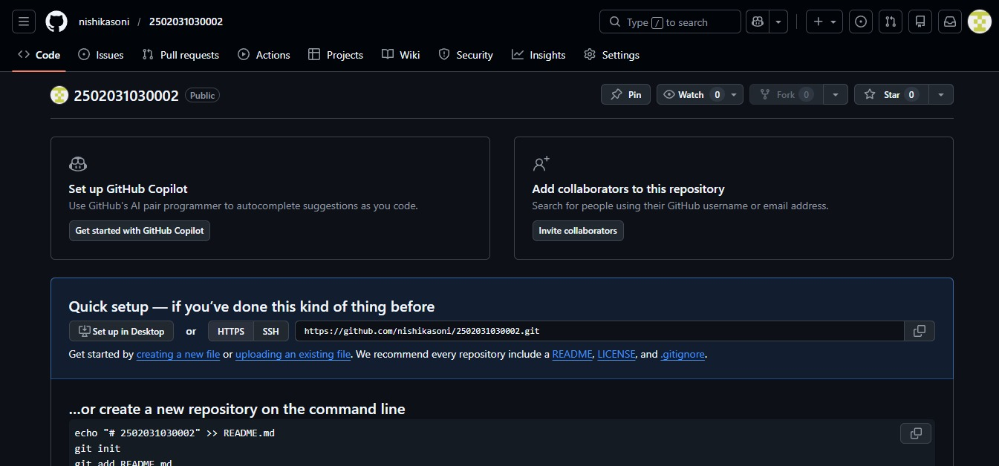 nishikasoni / 2502031030002
Type / to search
Code Issues Pull requests Actions Projects Wiki Security Insights Settings
2502031030002 Public
Pin Watch 0 Fork 0 Star 0
Set up GitHub Copilot
Use GitHub's AI pair programmer to autocomplete suggestions as you code.
Get started with GitHub Copilot
Add collaborators to this repository
Search for people using their GitHub username or email address.
Invite collaborators
Quick setup — if you’ve done this kind of thing before
Set up in Desktop or HTTPS SSH https://github.com/nishikasoni/2502031030002.git
Get started by creating a new file or uploading an existing file. We recommend every repository include a README, LICENSE, and .gitignore.
…or create a new repository on the command line
echo "# 2502031030002" >> README.md
git init
git add README.md